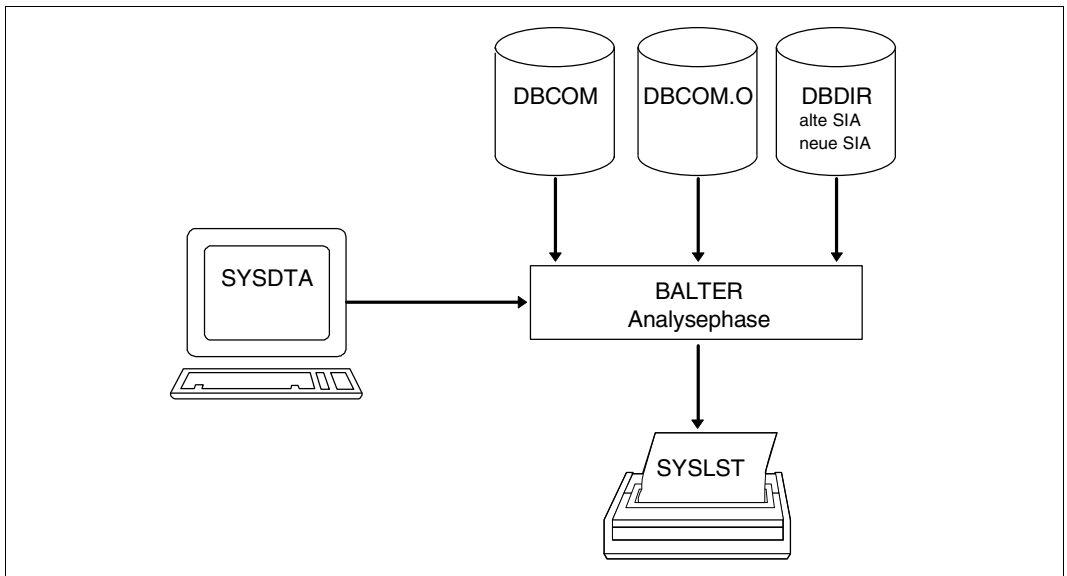 DBCOM
DBCOM.O
DBDIR
alte SIA
neue SIA
SYSDTA
BALTER
Analysephase
SYSLST